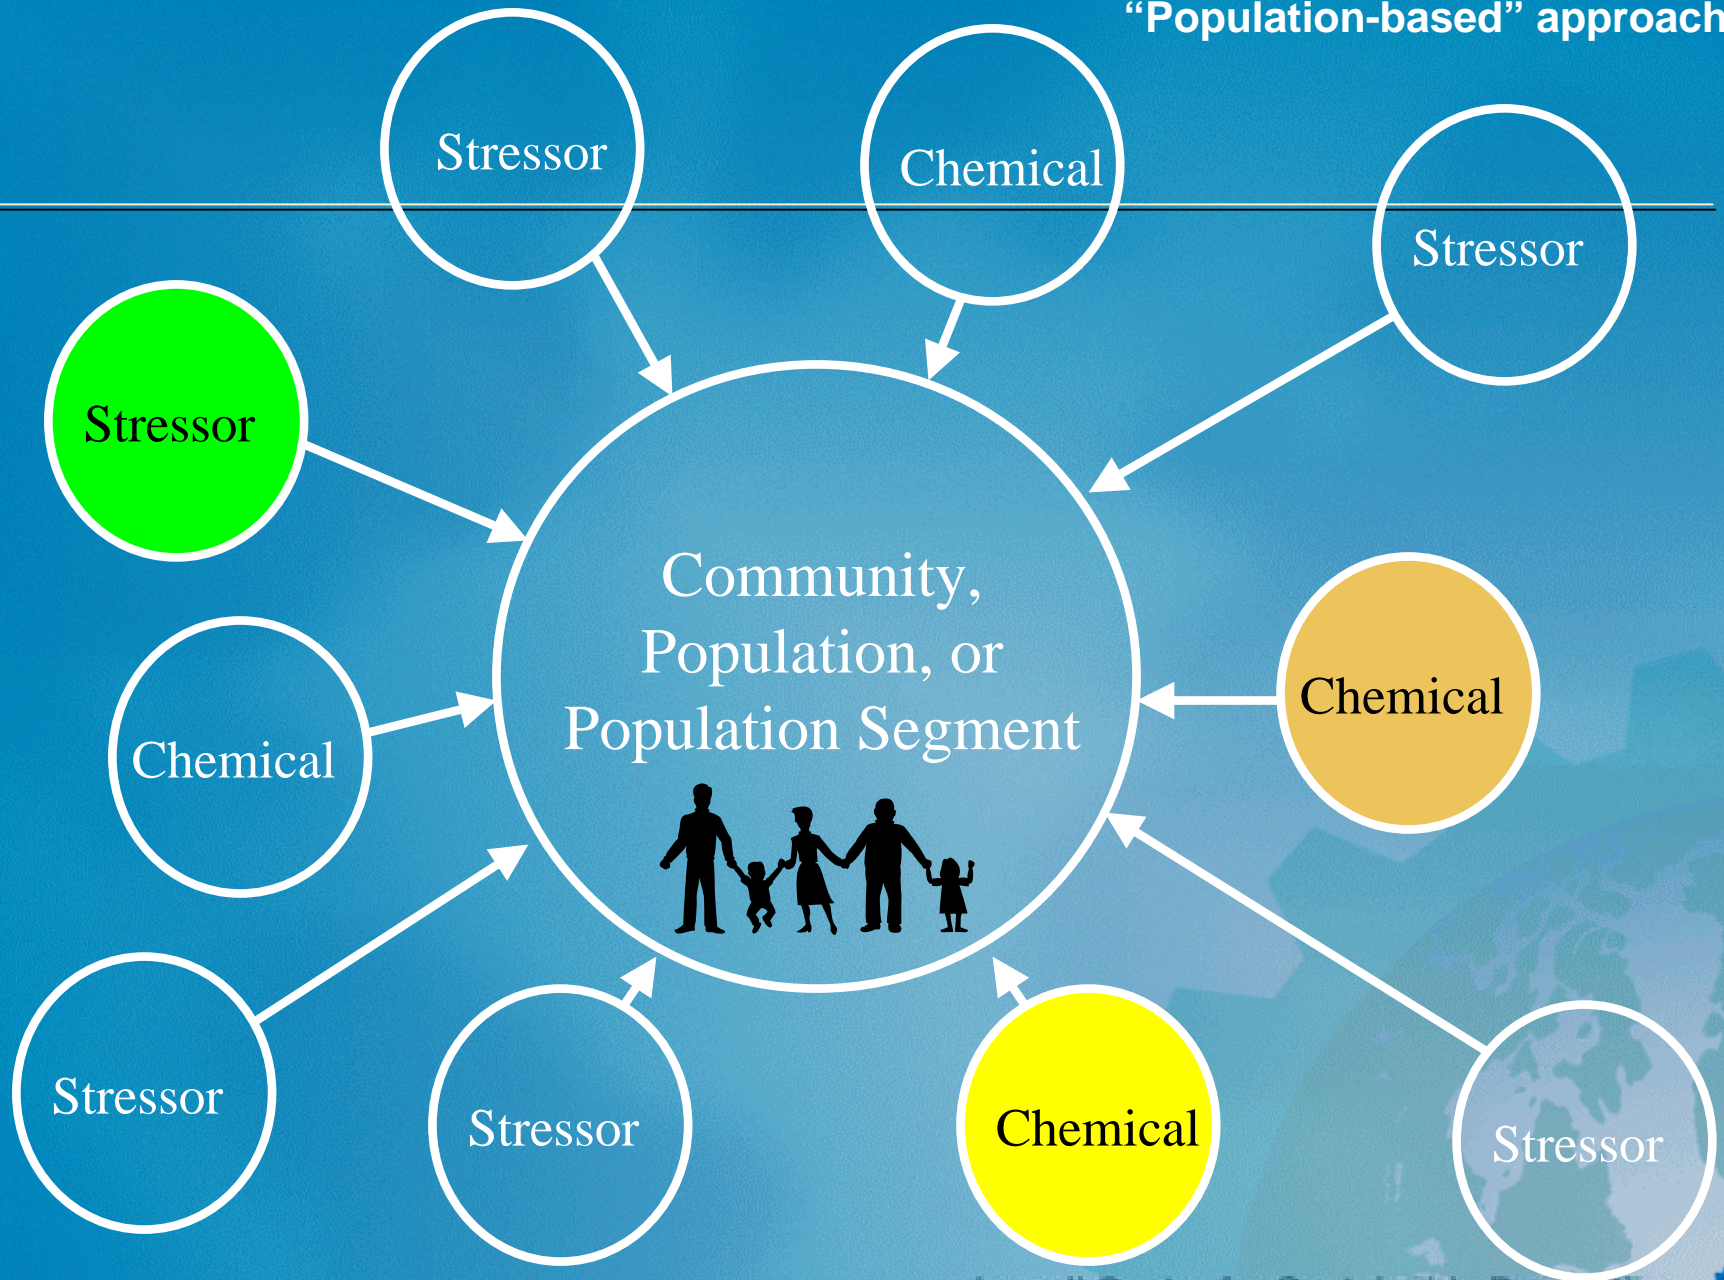 “Population-based” approach
Stressor
Chemical
Stressor
Stressor
Community,
Population, or
Population Segment
Chemical
Chemical
Stressor
Stressor
Chemical
Stressor